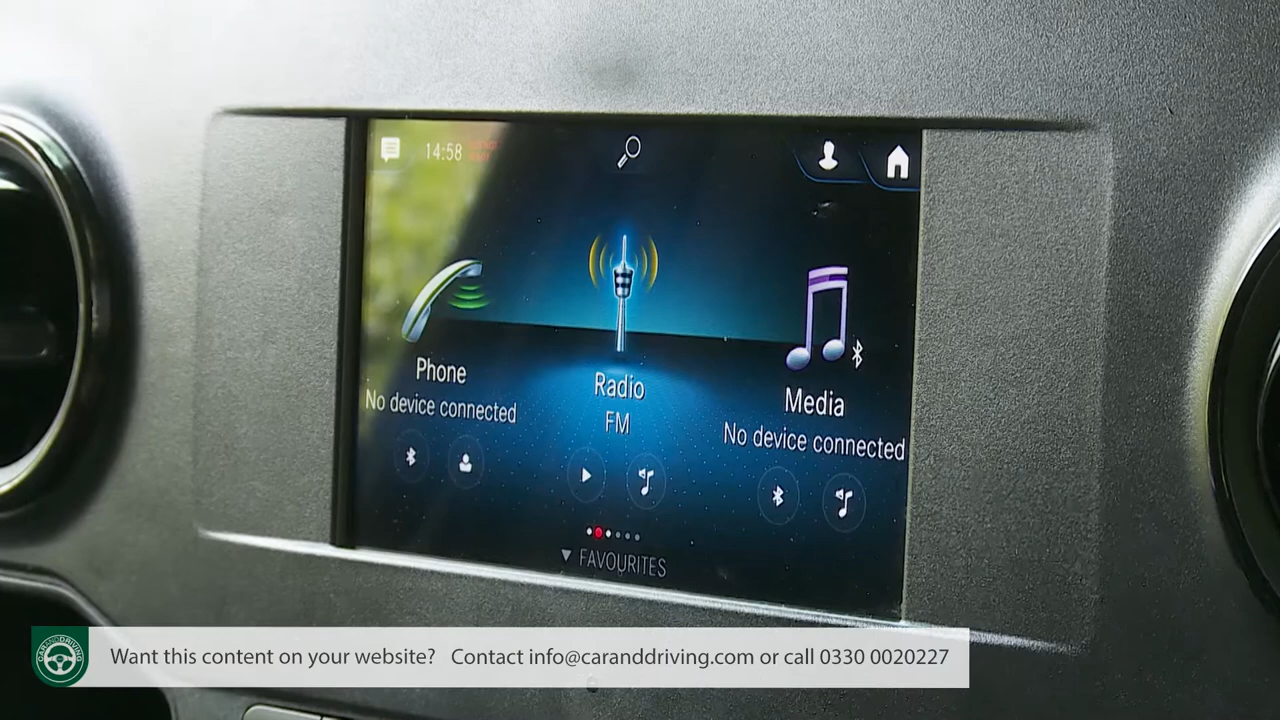 14:58
Phone
No device connected
Radio
FM
Media
No device connected
FAVOURITES
CARANDDRIVING
Want this content on your website? Contact info@caranddriving.com or call 0330 0020227